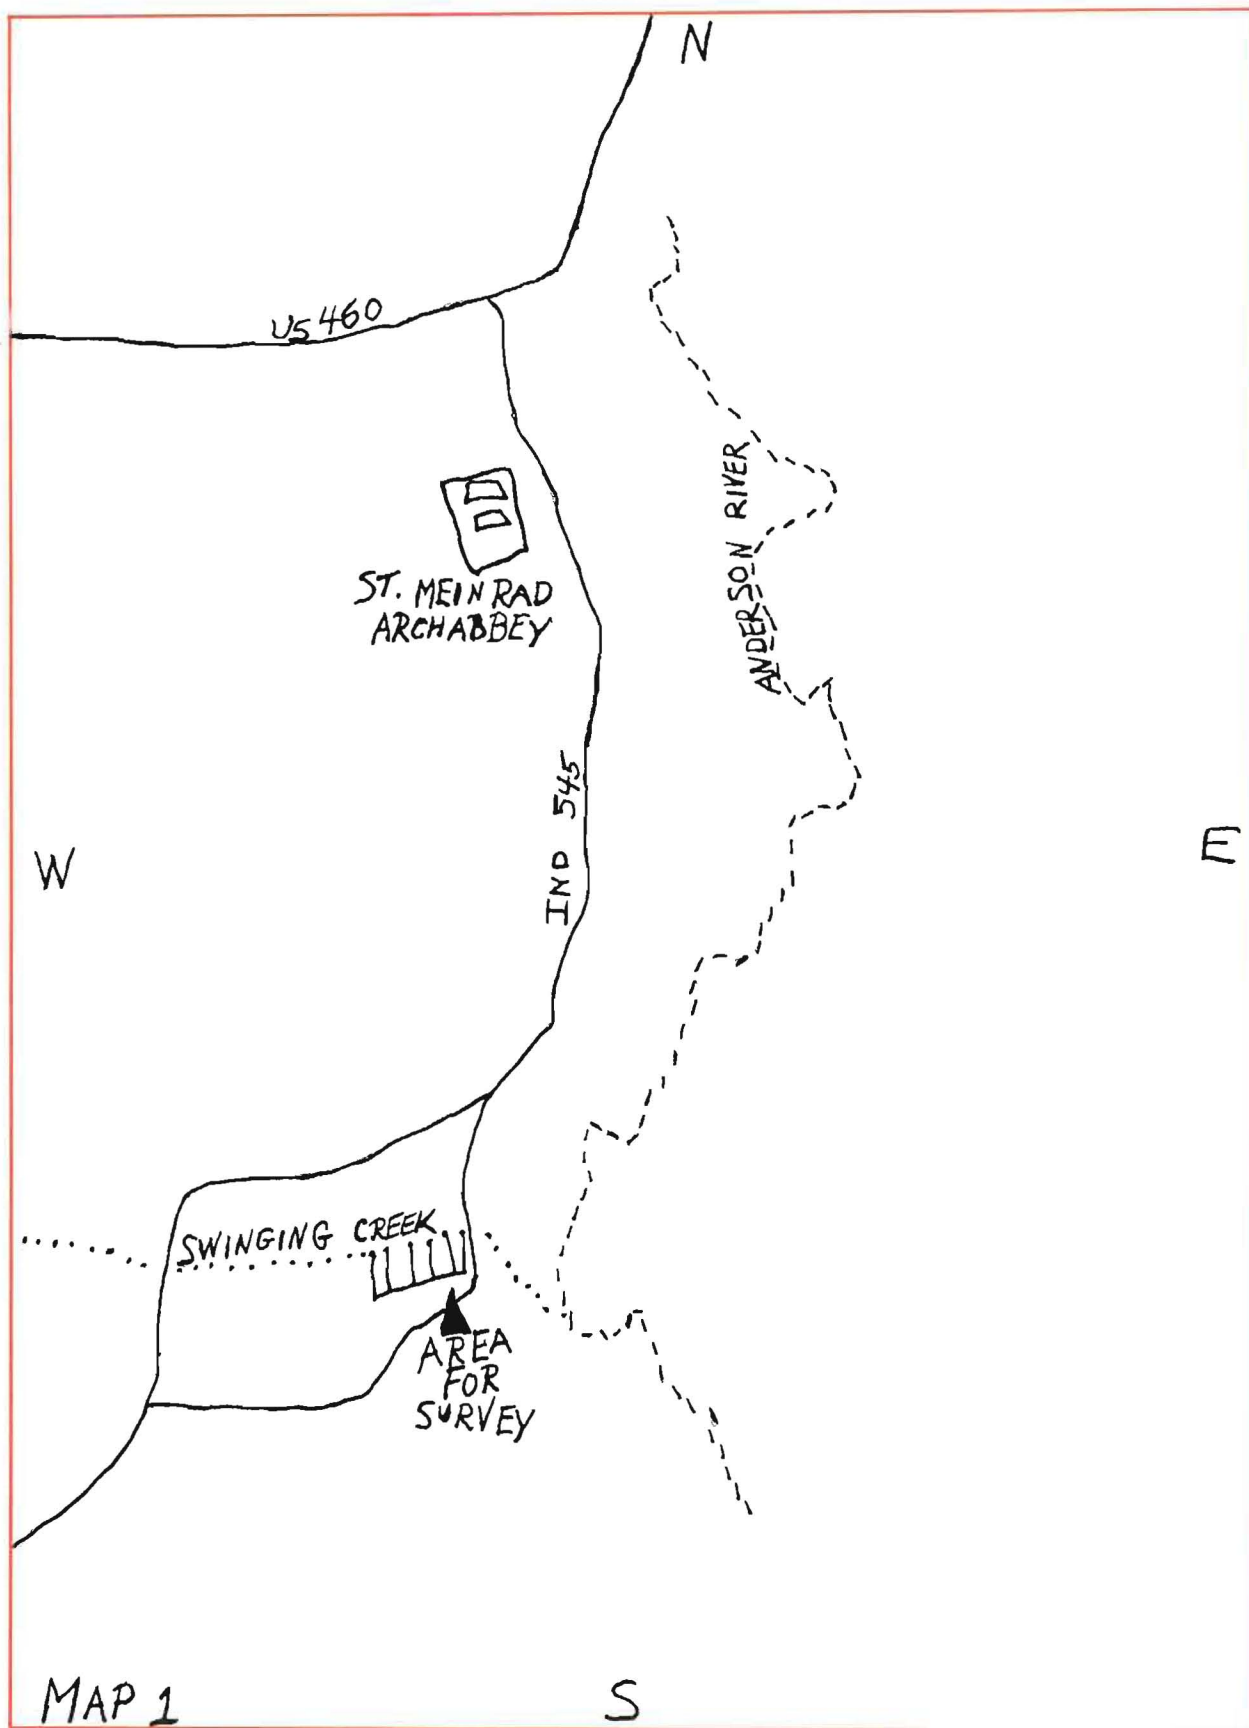 N
US 460
ANDERSON RIVER
ST. MEINRAD
ARCHABBEY
IND 545
W
E
SWINGING CREEK
AREA
FOR
SURVEY
MAP 1
S